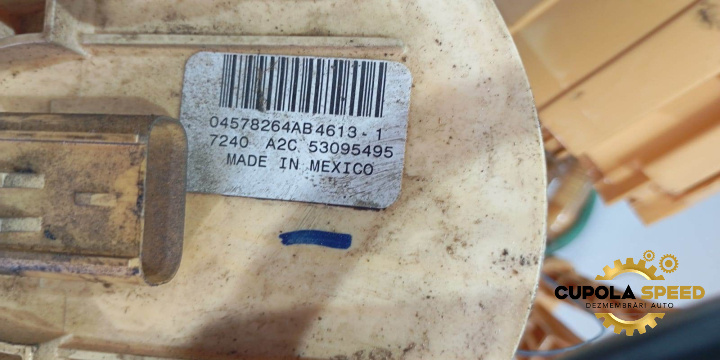 04578264AB4613-1
7240 A2C 53095495
MADE IN MEXICO
CUPOLA SPEED
DEZMEMBRĂRI AUTO